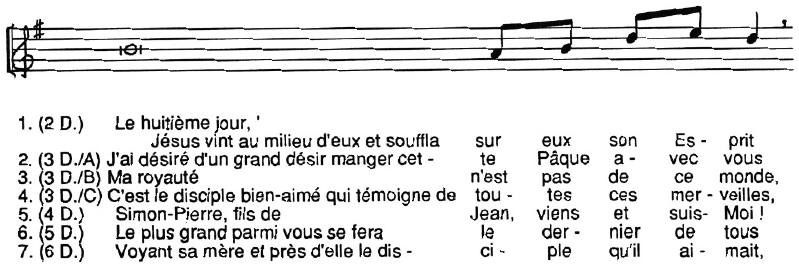 1. (2 D.) Le huitième jour, '
Jésus vint au milieu d'eux et souffla sur eux son Es - prit
2. (3 D./A) J'ai désiré d'un grand désir manger cet - te Pâque a - vec vous
3. (3 D./B) Ma royauté n'est pas de ce monde,
4. (3 D./C) C'est le disciple bien-aimé qui témoigne de tou - tes ces mer - veilles,
5. (4 D.) Simon-Pierre, fils de Jean, viens et suis- Moi !
6. (5 D.) Le plus grand parmi vous se fera le der - nier de tous
7. (6 D.) Voyant sa mère et près d'elle le dis - ci - ple qu'il ai - mait,